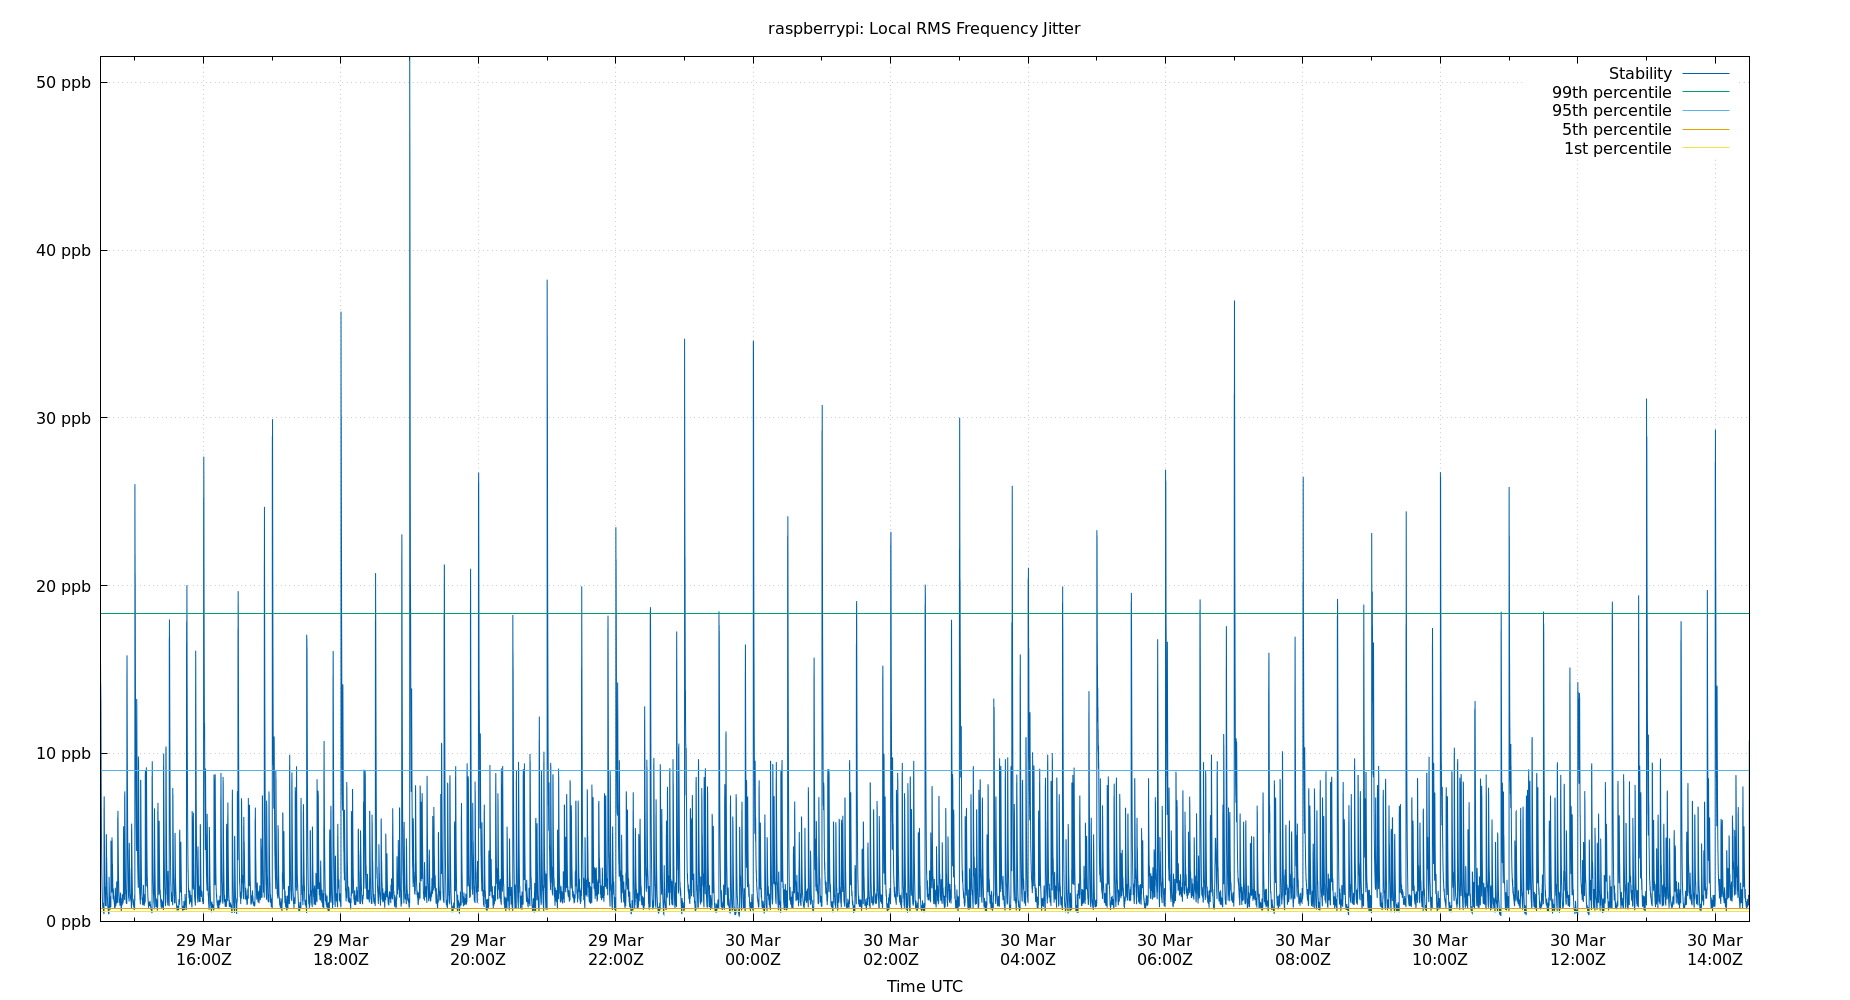 raspberrypi: Local RMS Frequency Jitter
50 ppb
40 ppb
30 ppb
20 ppb
10 ppb
0 ppb
Stability
99th percentile
95th percentile
5th percentile
1st percentile
29 Mar
16:00Z
29 Mar
18:00Z
29 Mar
20:00Z
29 Mar
22:00Z
30 Mar
00:00Z
30 Mar
02:00Z
30 Mar
04:00Z
30 Mar
06:00Z
30 Mar
08:00Z
30 Mar
10:00Z
30 Mar
12:00Z
30 Mar
14:00Z
Time UTC